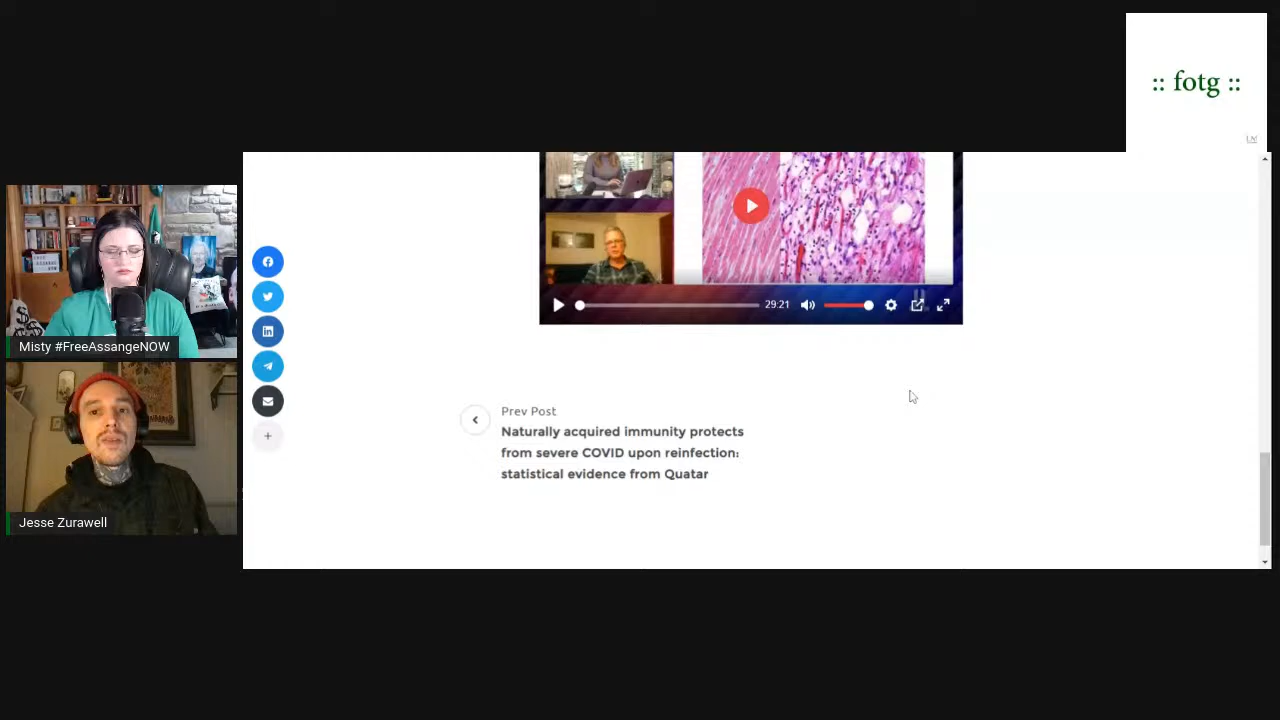 :: fotg ::
Misty #FreeAssangeNOW
Jesse Zurawell
29:21
Prev Post
Naturally acquired immunity protects
from severe COVID upon reinfection:
statistical evidence from Quatar